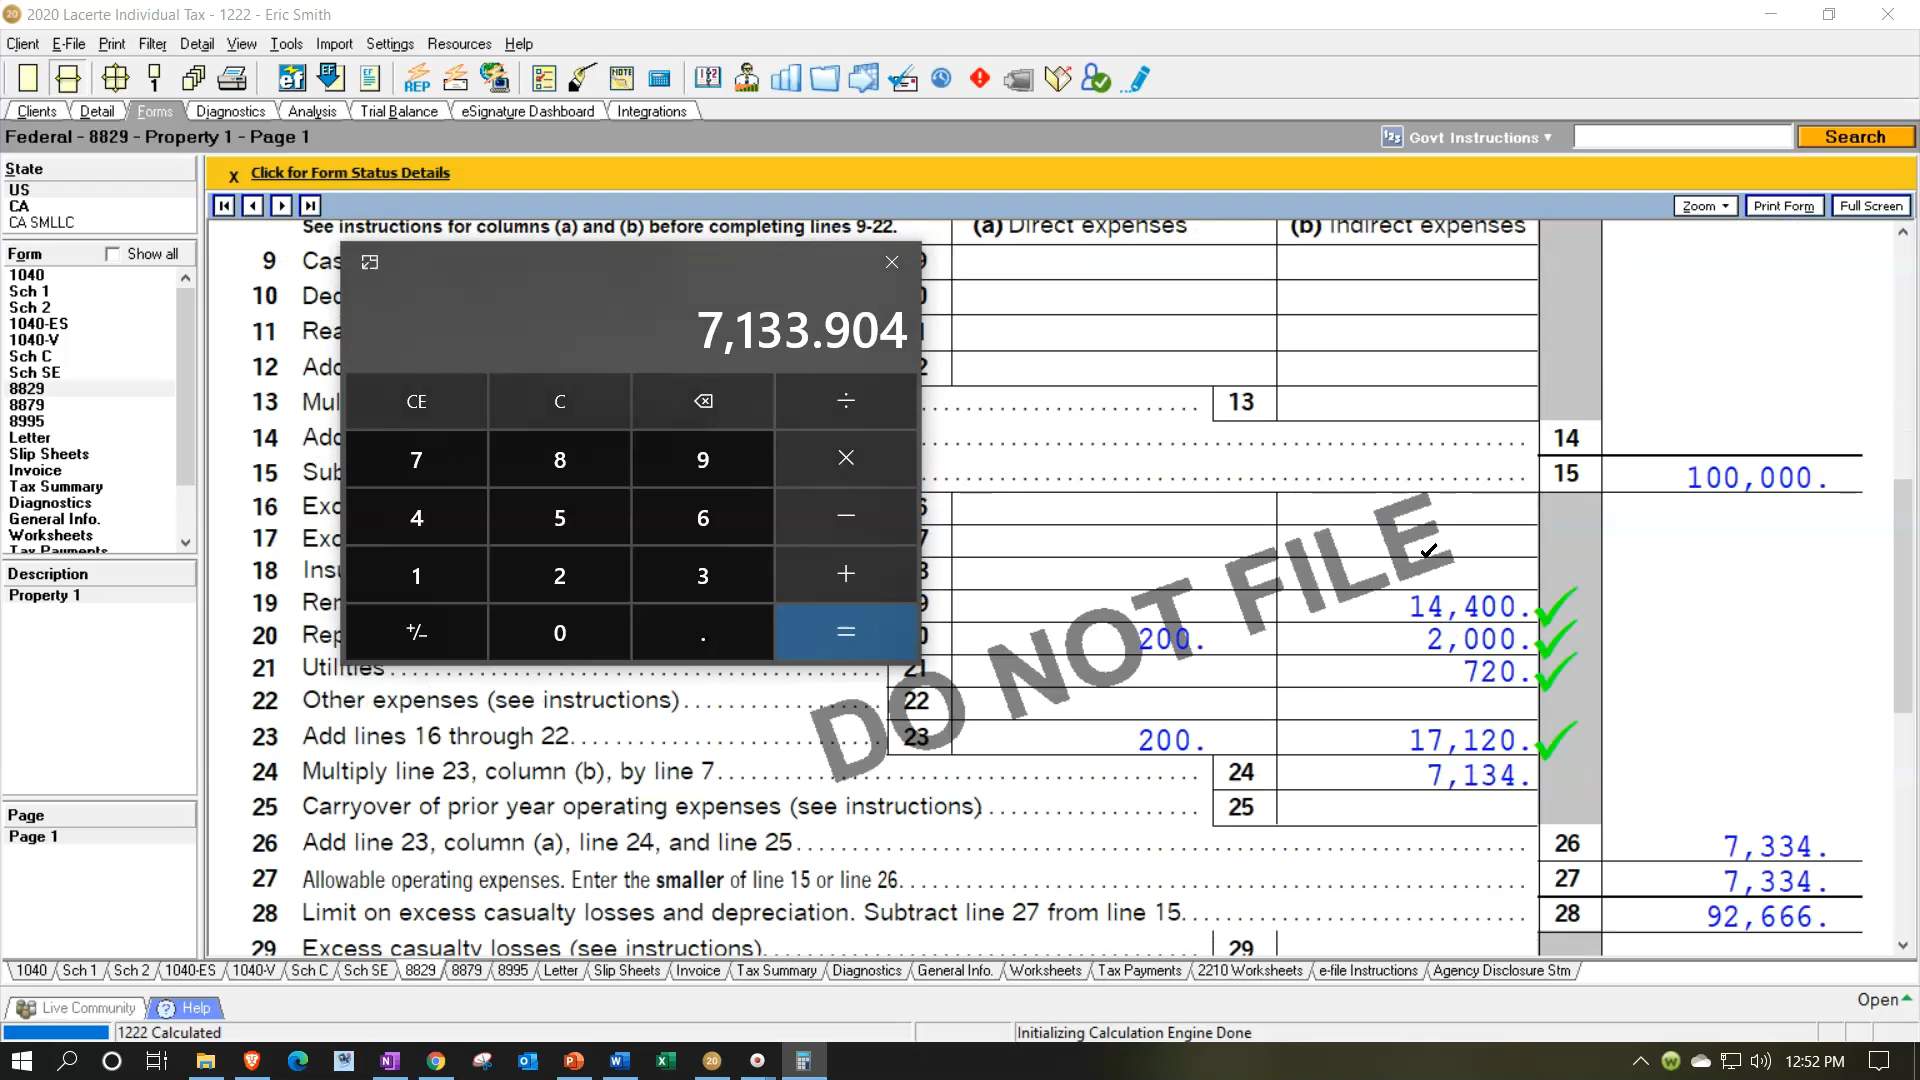 2020 Lacerte Individual Tax - 1222 - Eric Smith
Client E-File Print Filter Detail View Tools Import Settings Resources Help
Clients Detail Forms Diagnostics Analysis Trial Balance eSignature Dashboard Integrations
Federal - 8829 - Property 1 - Page 1
Govt Instructions
Search
State
US
CA
CA SMLLC
Form Show all
1040
Sch 1
Sch 2
1040-ES
1040-V
Sch C
Sch SE
8829
8879
8995
Letter
Slip Sheets
Invoice
Tax Summary
Diagnostics
General Info.
Worksheets
Tax Payments
Description
Property 1
Page
Page 1
x Click for Form Status Details
Zoom Print Form Full Screen
See instructions for columns (a) and (b) before completing lines 9-22. (a) Direct expenses (b) Indirect expenses
9 Cas
10 Dec
11 Rea
12 Add
13 Mul 13
14 Add 14
15 Sub 15 100,000.
16 Exc
17 Exc
18 Ins
19 Ren 14,400.
20 Rep 200. 2,000.
21 Utilities 21 720.
22 Other expenses (see instructions) 22
23 Add lines 16 through 22 23 200. 17,120.
24 Multiply line 23, column (b), by line 7 24 7,134.
25 Carryover of prior year operating expenses (see instructions) 25
26 Add line 23, column (a), line 24, and line 25 26 7,334.
27 Allowable operating expenses. Enter the smaller of line 15 or line 26. 27 7,334.
28 Limit on excess casualty losses and depreciation. Subtract line 27 from line 15. 28 92,666.
29 Excess casualty losses (see instructions) 29
DO NOT FILE
7,133.904
CE C ÷
7 8 9 ×
4 5 6 −
1 2 3 +
+/− 0 . =
1040 Sch 1 Sch 2 1040-ES 1040-V Sch C Sch SE 8829 8879 8995 Letter Slip Sheets Invoice Tax Summary Diagnostics General Info. Worksheets Tax Payments 2210 Worksheets e-file Instructions Agency Disclosure Stm
Live Community Help
Open
1222 Calculated
Initializing Calculation Engine Done
12:52 PM